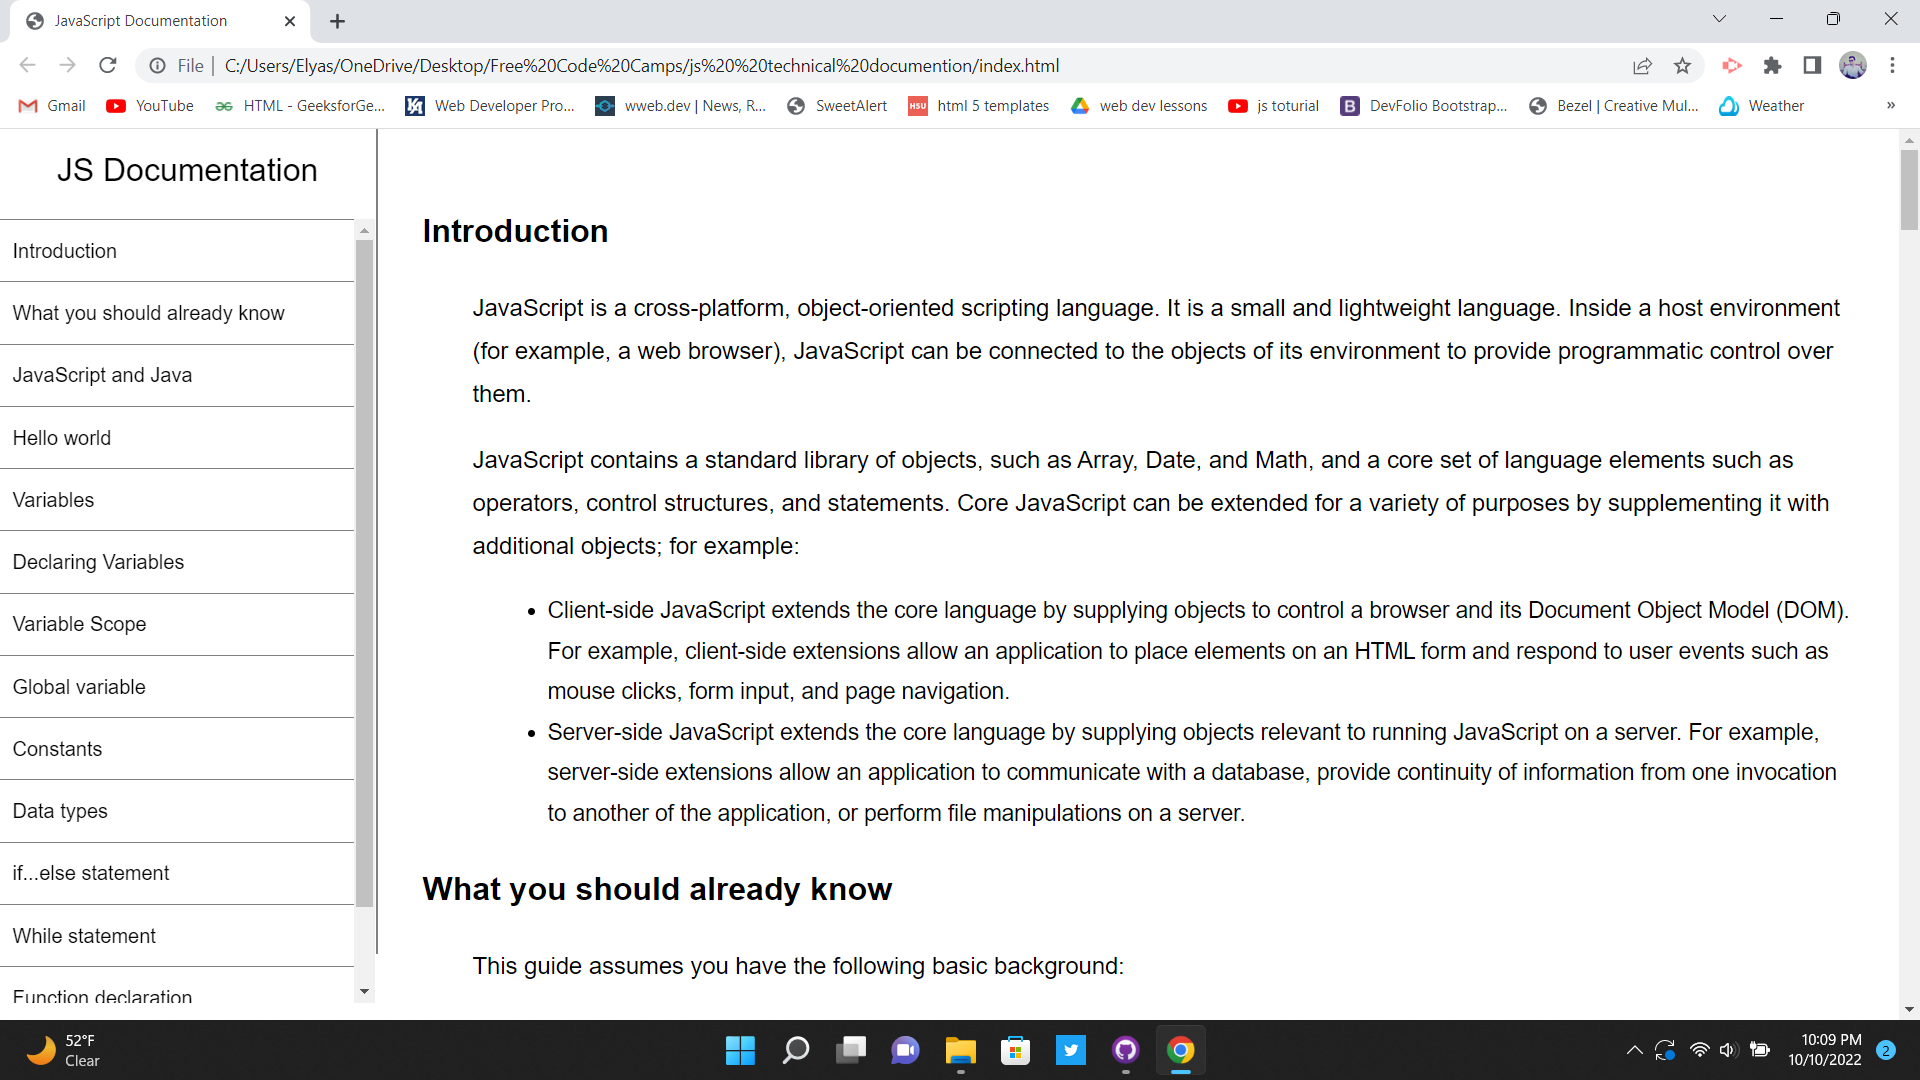 JavaScript Documentation
File | C:/Users/Elyas/OneDrive/Desktop/Free%20Code%20Camps/js%20%20technical%20documention/index.html
Gmail YouTube HTML - GeeksforGe... Web Developer Pro... wweb.dev | News, R... SweetAlert HSU html 5 templates web dev lessons js toturial B DevFolio Bootstrap... Bezel | Creative Mul... Weather »
JS Documentation
Introduction
What you should already know
JavaScript and Java
Hello world
Variables
Declaring Variables
Variable Scope
Global variable
Constants
Data types
if...else statement
While statement
Function declaration
Introduction
JavaScript is a cross-platform, object-oriented scripting language. It is a small and lightweight language. Inside a host environment
(for example, a web browser), JavaScript can be connected to the objects of its environment to provide programmatic control over
them.
JavaScript contains a standard library of objects, such as Array, Date, and Math, and a core set of language elements such as
operators, control structures, and statements. Core JavaScript can be extended for a variety of purposes by supplementing it with
additional objects; for example:
• Client-side JavaScript extends the core language by supplying objects to control a browser and its Document Object Model (DOM).
For example, client-side extensions allow an application to place elements on an HTML form and respond to user events such as
mouse clicks, form input, and page navigation.
• Server-side JavaScript extends the core language by supplying objects relevant to running JavaScript on a server. For example,
server-side extensions allow an application to communicate with a database, provide continuity of information from one invocation
to another of the application, or perform file manipulations on a server.
What you should already know
This guide assumes you have the following basic background:
52°F
Clear
10:09 PM
10/10/2022
2